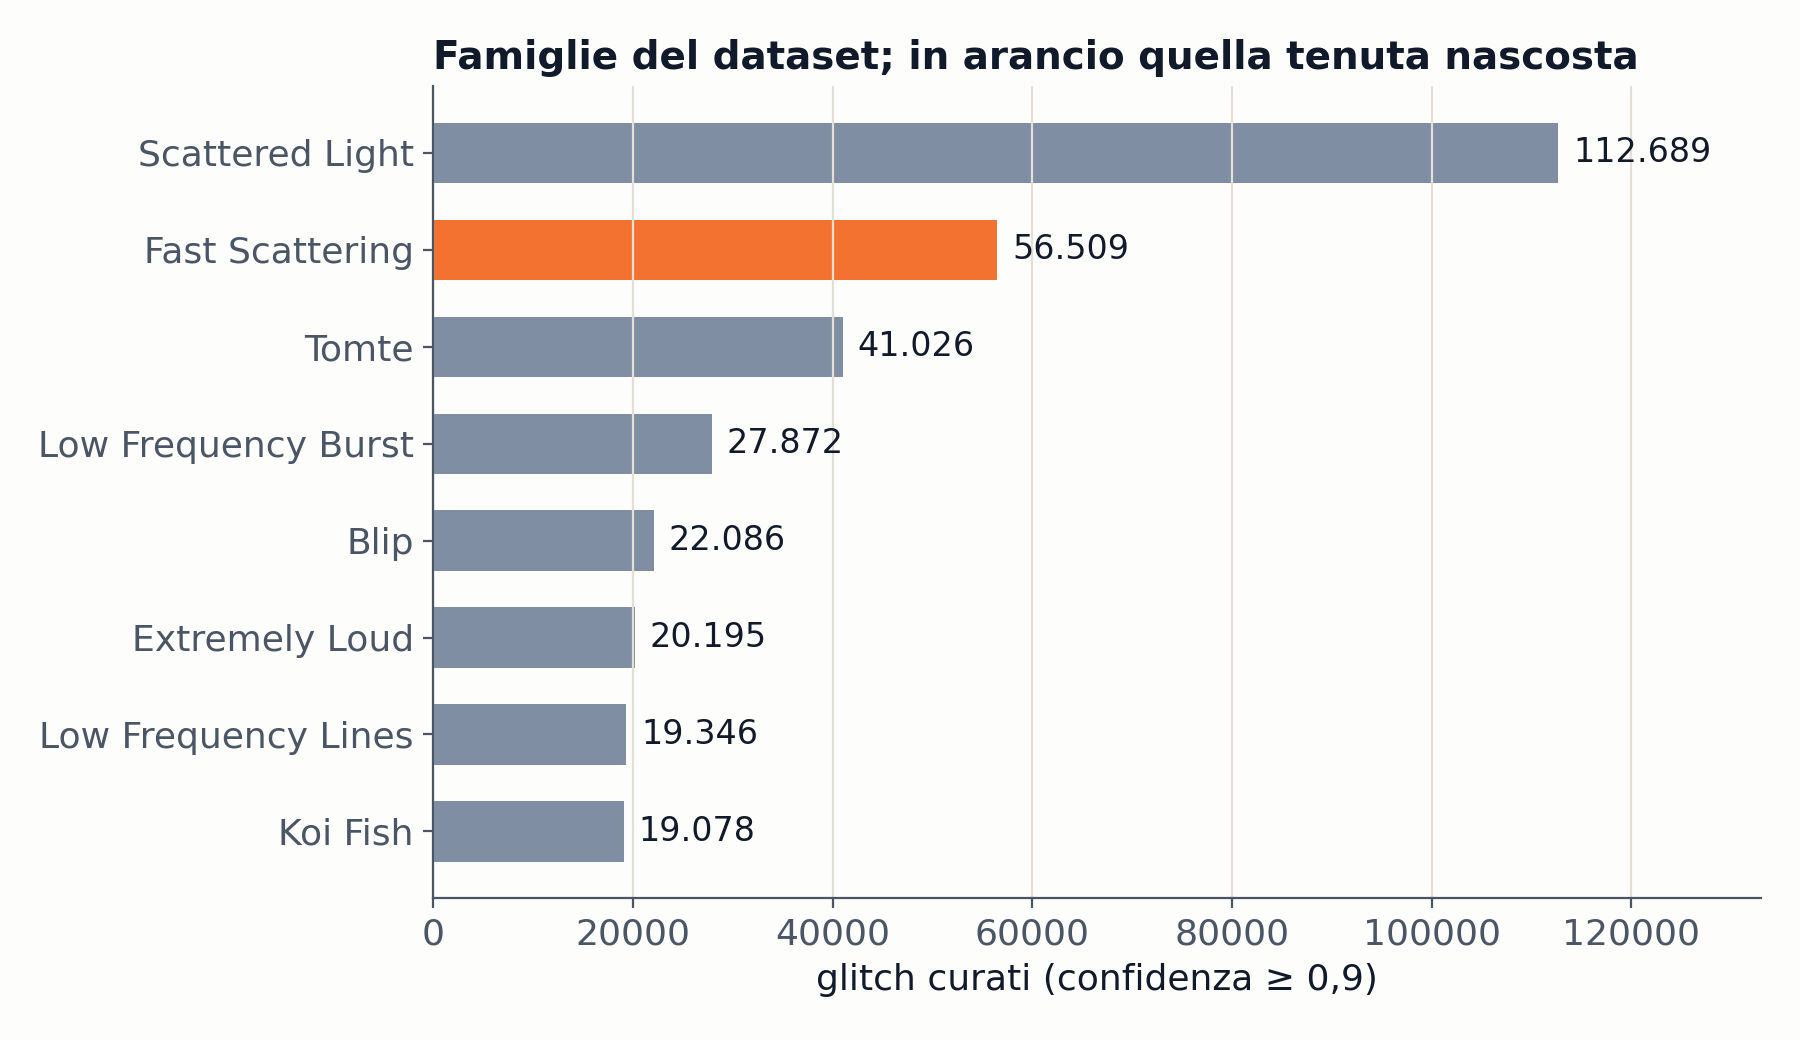 Famiglie del dataset; in arancio quella tenuta nascosta
Scattered Light 112.689
Fast Scattering 56.509
Tomte 41.026
Low Frequency Burst 27.872
Blip 22.086
Extremely Loud 20.195
Low Frequency Lines 19.346
Koi Fish 19.078
0 20000 40000 60000 80000 100000 120000
glitch curati (confidenza ≥ 0,9)